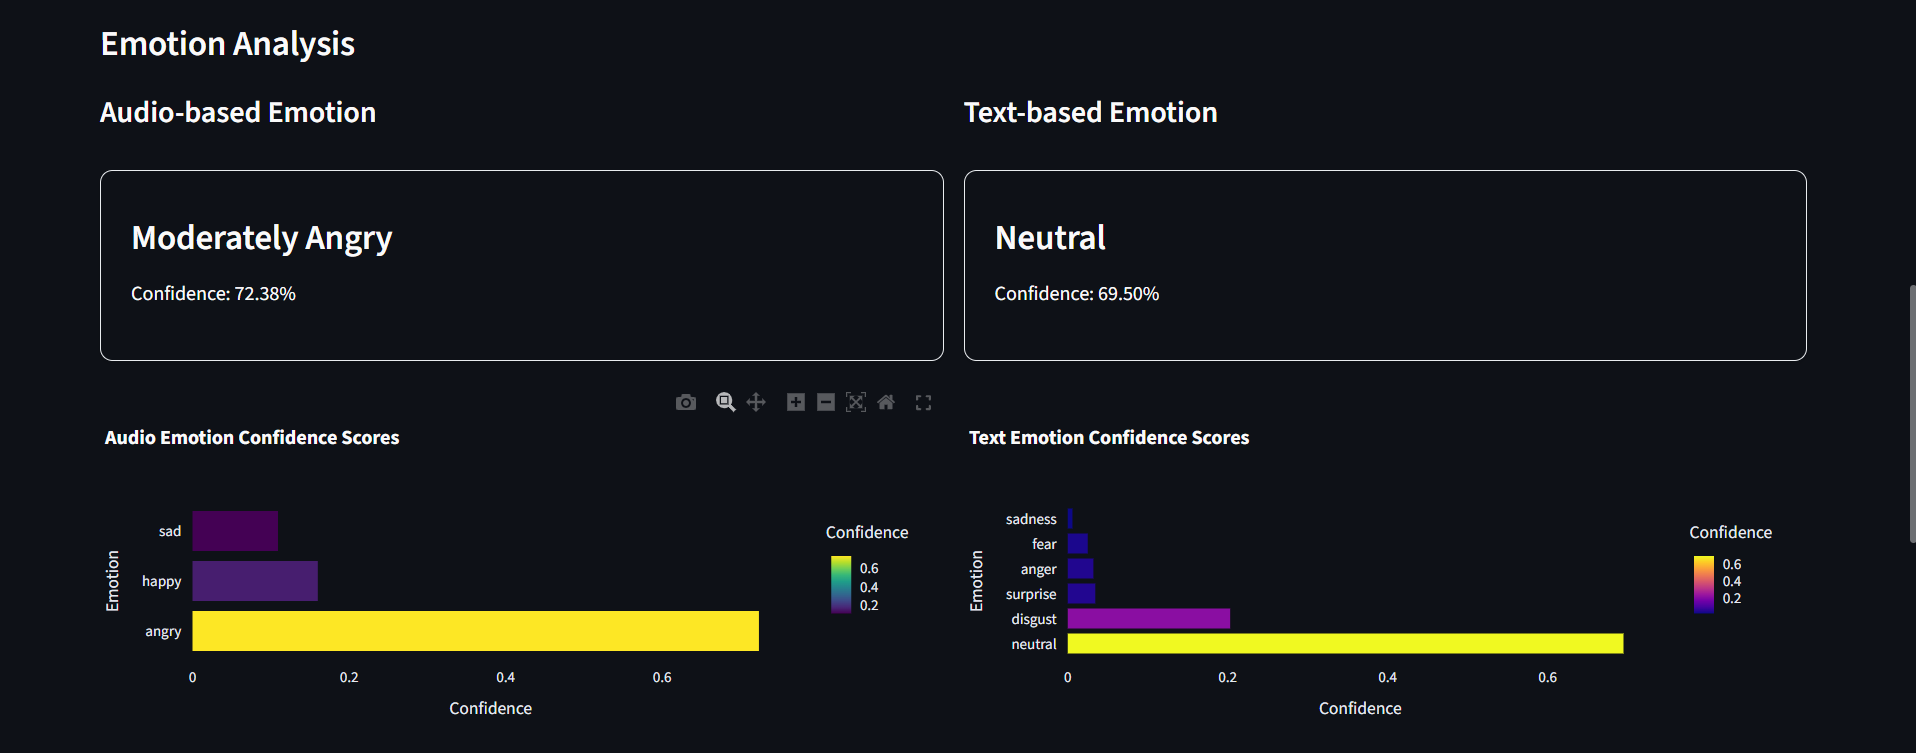 Emotion Analysis
Audio-based Emotion
Moderately Angry
Confidence: 72.38%
Text-based Emotion
Neutral
Confidence: 69.50%
Audio Emotion Confidence Scores
Emotion
sad
happy
angry
0 0.2 0.4 0.6
Confidence
Confidence
0.6
0.4
0.2
Text Emotion Confidence Scores
Emotion
sadness
fear
anger
surprise
disgust
neutral
0 0.2 0.4 0.6
Confidence
Confidence
0.6
0.4
0.2